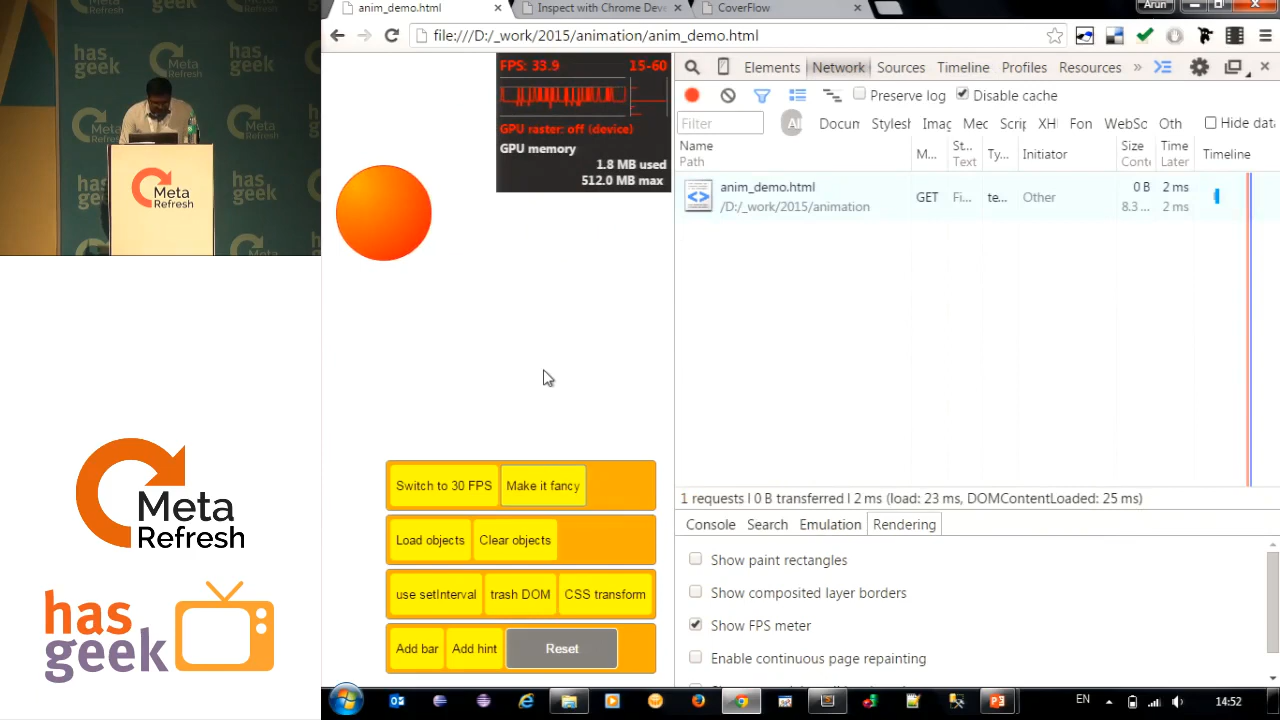 has
geek
Meta
Refresh
Meta
Refresh
has
geek
anim_demo.html
Inspect with Chrome Deve
CoverFlow
Arun
file:///D:/_work/2015/animation/anim_demo.html
FPS: 33.9 15-60
GPU raster: off (device)
GPU memory
1.8 MB used
512.0 MB max
Switch to 30 FPS Make it fancy
Load objects Clear objects
use setInterval trash DOM CSS transform
Add bar Add hint Reset
Elements Network Sources Timeline Profiles Resources »
Preserve log Disable cache
Filter All Docum Stylesh Imag Mec Scrip XH Fon WebSc Oth Hide data
Name M... St... Ty... Initiator Size Time Timeline
Path Text Conte Laten
anim_demo.html GET Fi... te... Other 0 B 2 ms
/D:/_work/2015/animation 8.3 ... 2 ms
1 requests | 0 B transferred | 2 ms (load: 23 ms, DOMContentLoaded: 25 ms)
Console Search Emulation Rendering
Show paint rectangles
Show composited layer borders
Show FPS meter
Enable continuous page repainting
EN 14:52